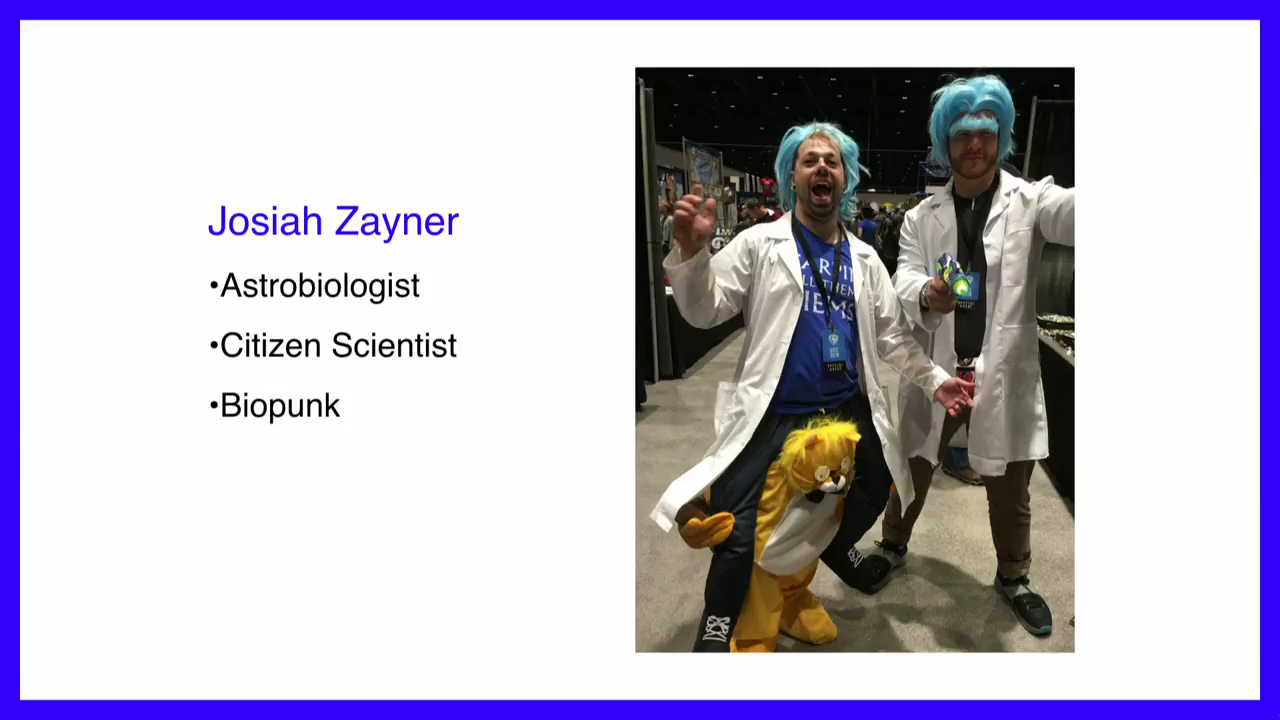 Josiah Zayner
•Astrobiologist
•Citizen Scientist
•Biopunk